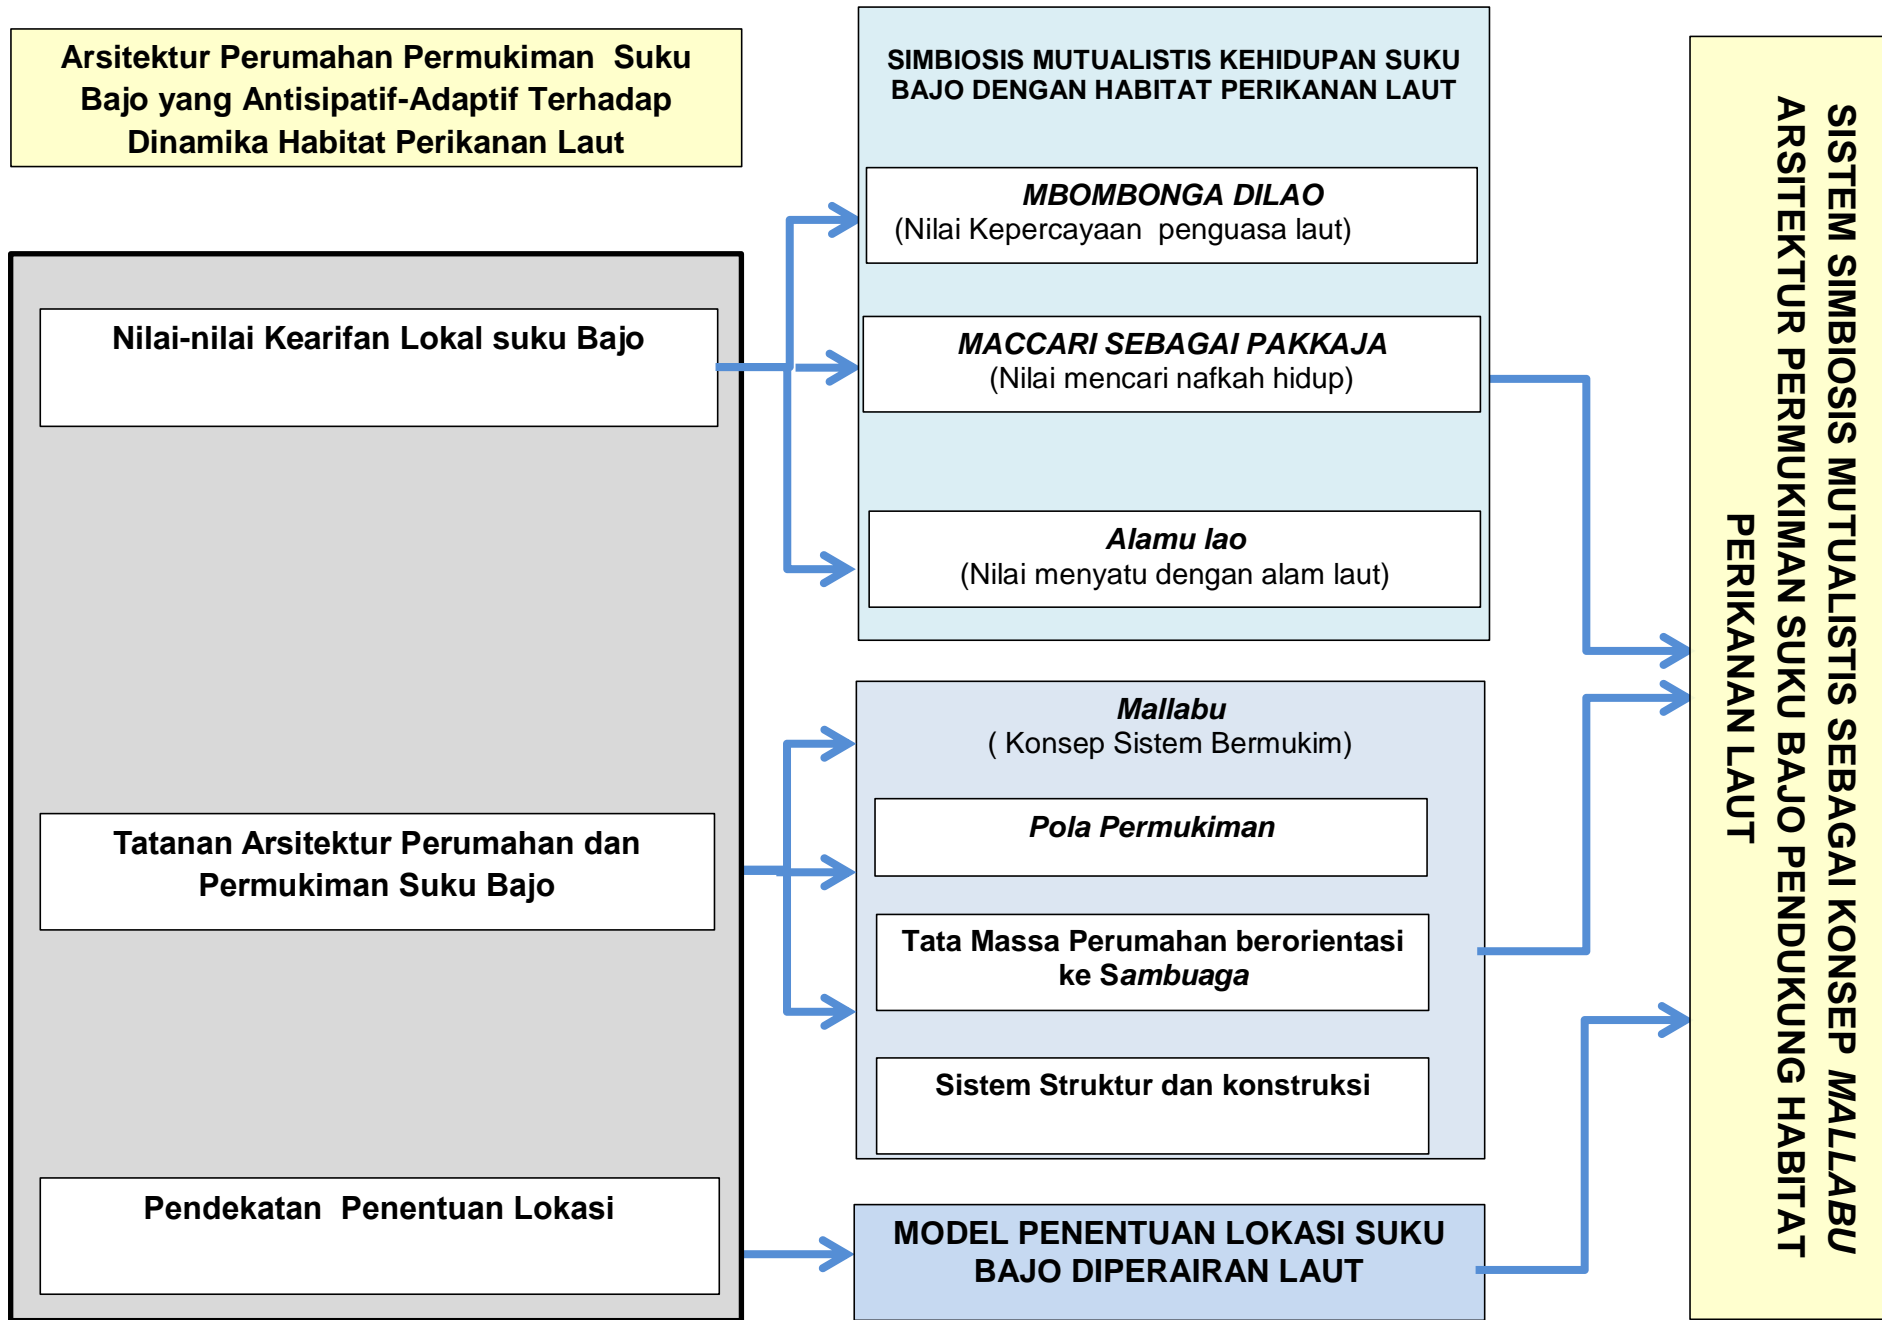 Arsitektur Perumahan Permukiman Suku
Bajo yang Antisipatif-Adaptif Terhadap
Dinamika Habitat Perikanan Laut
Nilai-nilai Kearifan Lokal suku Bajo
Tatanan Arsitektur Perumahan dan
Permukiman Suku Bajo
Pendekatan Penentuan Lokasi
SIMBIOSIS MUTUALISTIS KEHIDUPAN SUKU
BAJO DENGAN HABITAT PERIKANAN LAUT
MBOMBONGA DILAO
(Nilai Kepercayaan penguasa laut)
MACCARI SEBAGAI PAKKAJA
(Nilai mencari nafkah hidup)
Alamu lao
(Nilai menyatu dengan alam laut)
Mallabu
( Konsep Sistem Bermukim)
Pola Permukiman
Tata Massa Perumahan berorientasi
ke Sambuaga
Sistem Struktur dan konstruksi
MODEL PENENTUAN LOKASI SUKU
BAJO DIPERAIRAN LAUT
SISTEM SIMBIOSIS MUTUALISTIS SEBAGAI KONSEP MALLABU
ARSITEKTUR PERMUKIMAN SUKU BAJO PENDUKUNG HABITAT
PERIKANAN LAUT